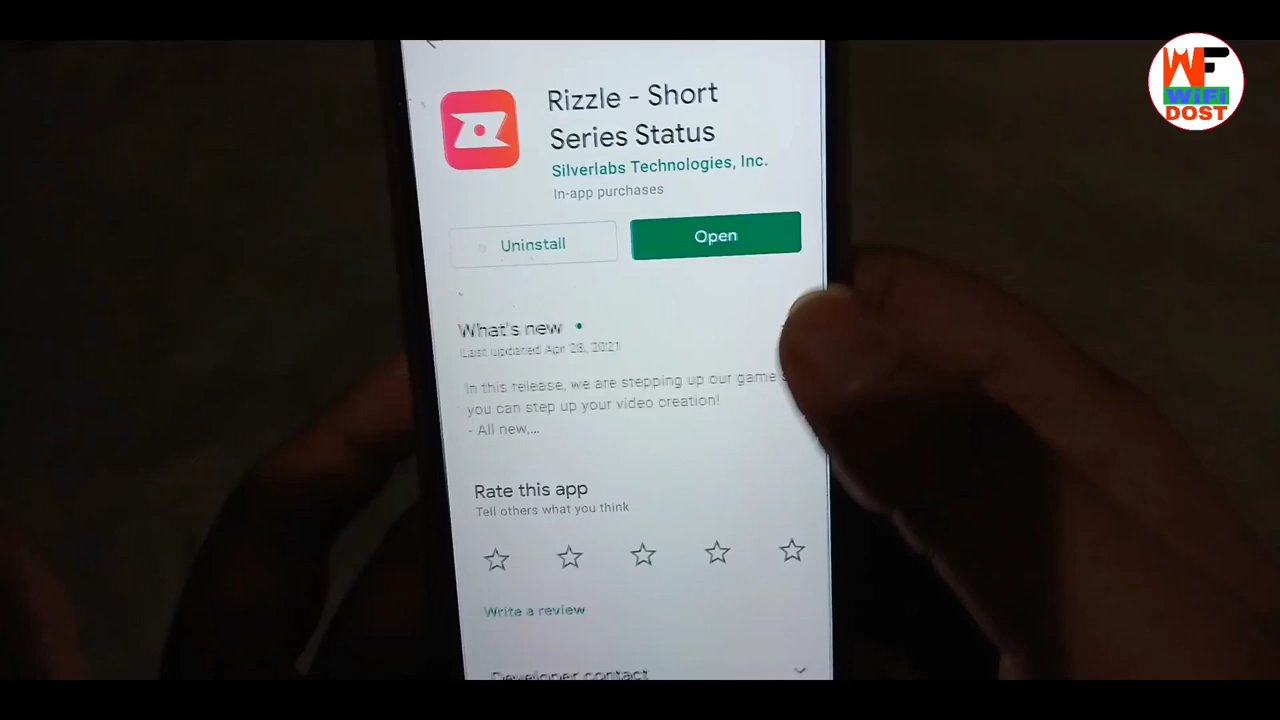 WF
WiFi
DOST
Rizzle - Short
Series Status
Silverlabs Technologies, Inc.
In-app purchases
Uninstall
Open
What's new
Last updated Apr 28, 2021
In this release, we are stepping up our game
you can step up your video creation!
- All new,...
Rate this app
Tell others what you think
Write a review
Developer contact